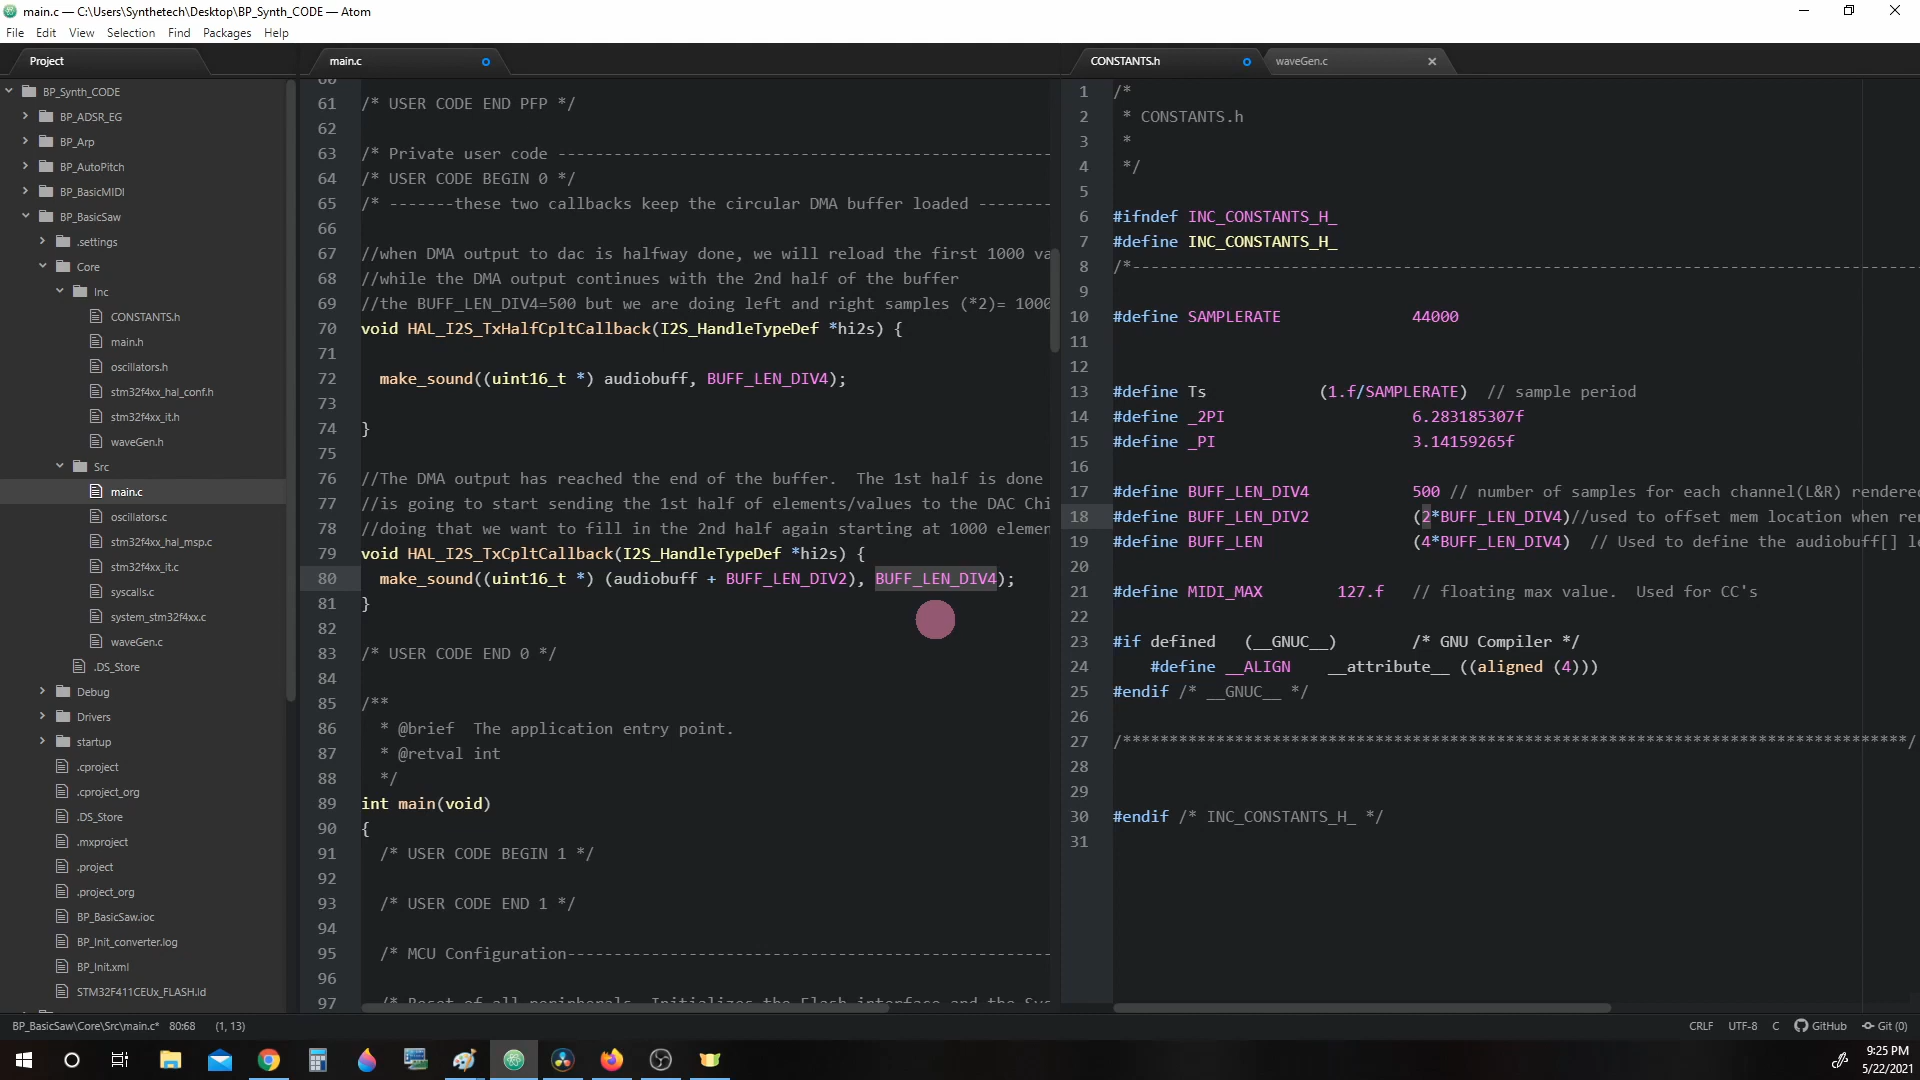 main.c — C:\Users\Synthetech\Desktop\BP_Synth_CODE — Atom
File Edit View Selection Find Packages Help
Project
BP_Synth_CODE
BP_ADSR_EG
BP_Arp
BP_AutoPitch
BP_BasicMIDI
BP_BasicSaw
.settings
Core
Inc
CONSTANTS.h
main.h
oscillators.h
stm32f4xx_hal_conf.h
stm32f4xx_it.h
waveGen.h
Src
main.c
oscillators.c
stm32f4xx_hal_msp.c
stm32f4xx_it.c
syscalls.c
system_stm32f4xx.c
waveGen.c
.DS_Store
Debug
Drivers
startup
.cproject
.cproject_org
.DS_Store
.mxproject
.project
.project_org
BP_BasicSaw.ioc
BP_Init_converter.log
BP_Init.xml
STM32F411CEUx_FLASH.ld
main.c
60
61 /* USER CODE END PFP */
62
63 /* Private user code -----------------------------------------------------
64 /* USER CODE BEGIN 0 */
65 /* -------these two callbacks keep the circular DMA buffer loaded --------
66
67 //when DMA output to dac is halfway done, we will reload the first 1000 va
68 //while the DMA output continues with the 2nd half of the buffer
69 //the BUFF_LEN_DIV4=500 but we are doing left and right samples (*2)= 1000
70 void HAL_I2S_TxHalfCpltCallback(I2S_HandleTypeDef *hi2s) {
71
72 make_sound((uint16_t *) audiobuff, BUFF_LEN_DIV4);
73
74 }
75
76 //The DMA output has reached the end of the buffer.  The 1st half is done
77 //is going to start sending the 1st half of elements/values to the DAC Chi
78 //doing that we want to fill in the 2nd half again starting at 1000 elemen
79 void HAL_I2S_TxCpltCallback(I2S_HandleTypeDef *hi2s) {
80 make_sound((uint16_t *) (audiobuff + BUFF_LEN_DIV2), BUFF_LEN_DIV4);
81 }
82
83 /* USER CODE END 0 */
84
85 /**
86 * @brief  The application entry point.
87 * @retval int
88 */
89 int main(void)
90 {
91 /* USER CODE BEGIN 1 */
92
93 /* USER CODE END 1 */
94
95 /* MCU Configuration----------------------------------------------------
96
97 /* Reset of all peripherals, Initializes the Flash interface and the Sys
CONSTANTS.h waveGen.c
1 /*
2 * CONSTANTS.h
3 *
4 */
5
6 #ifndef INC_CONSTANTS_H_
7 #define INC_CONSTANTS_H_
8 /*------------------------------------------------------------------------------------
9
10 #define SAMPLERATE 44000
11
12
13 #define Ts (1.f/SAMPLERATE)  // sample period
14 #define _2PI 6.283185307f
15 #define _PI 3.14159265f
16
17 #define BUFF_LEN_DIV4 500 // number of samples for each channel(L&R) rendere
18 #define BUFF_LEN_DIV2 (2*BUFF_LEN_DIV4)//used to offset mem location when re
19 #define BUFF_LEN (4*BUFF_LEN_DIV4)  // Used to define the audiobuff[] l
20
21 #define MIDI_MAX 127.f // floating max value.  Used for CC's
22
23 #if defined (__GNUC__) /* GNU Compiler */
24 #define __ALIGN __attribute__ ((aligned (4)))
25 #endif /* __GNUC__ */
26
27 /************************************************************************************/
28
29
30 #endif /* INC_CONSTANTS_H_ */
31
BP_BasicSaw\Core\Src\main.c* 80:68 (1, 13) CRLF UTF-8 C GitHub Git (0)
9:25 PM
5/22/2021